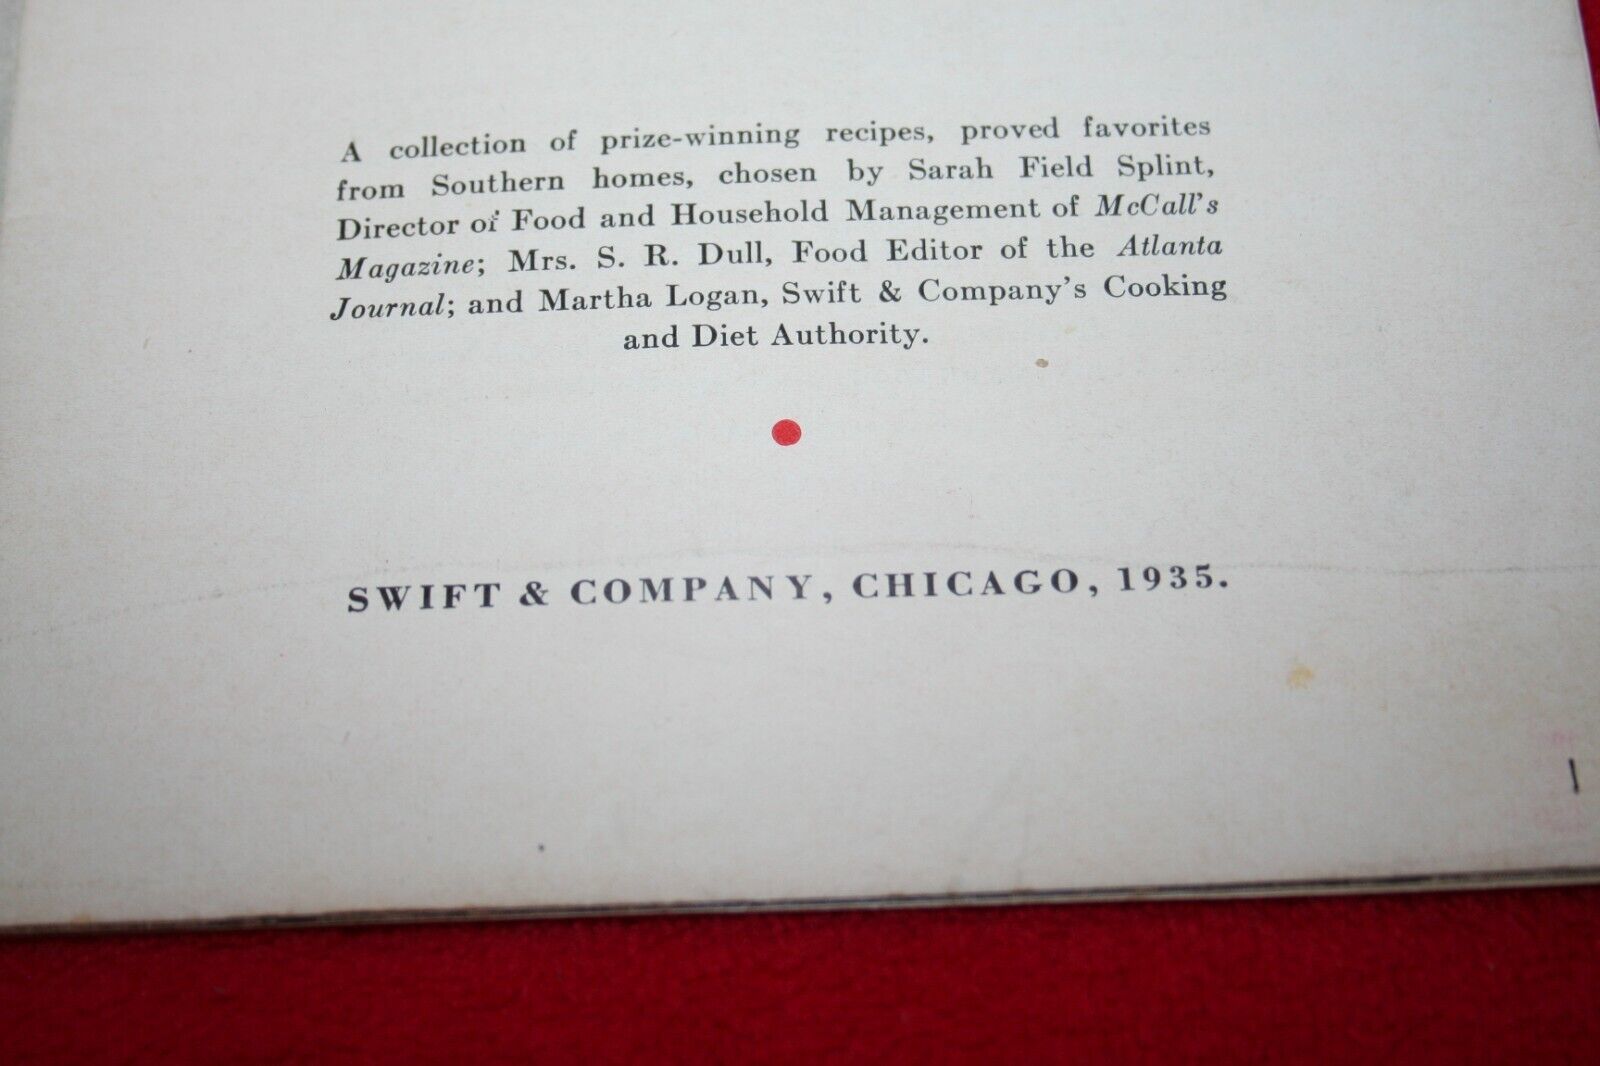 A collection of prize-winning recipes, proved favorites
from Southern homes, chosen by Sarah Field Splint,
Director of Food and Household Management of McCall's
Magazine; Mrs. S. R. Dull, Food Editor of the Atlanta
Journal; and Martha Logan, Swift & Company's Cooking
and Diet Authority.
SWIFT & COMPANY, CHICAGO, 1935.